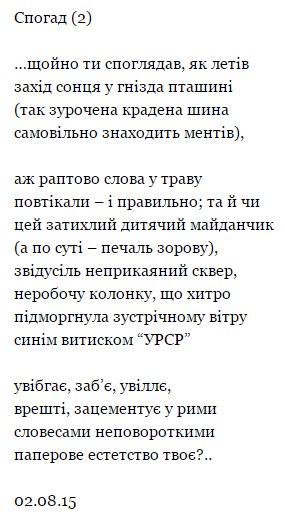 Спогад (2)
…щойно ти споглядав, як летів
захід сонця у гнізда пташині
(так зурочена крадена шина
самовільно знаходить ментів),
аж раптово слова у траву
повтікали – і правильно; та й чи
цей затихлий дитячий майданчик
(а по суті – печаль зорову),
звідусіль неприкаяний сквер,
неробочу колонку, що хитро
підморгнула зустрічному вітру
синім витиском “УРСР”
увібгає, заб’є, увіллє,
врешті, зацементує у рими
словесами неповороткими
паперове естетство твоє?..
02.08.15